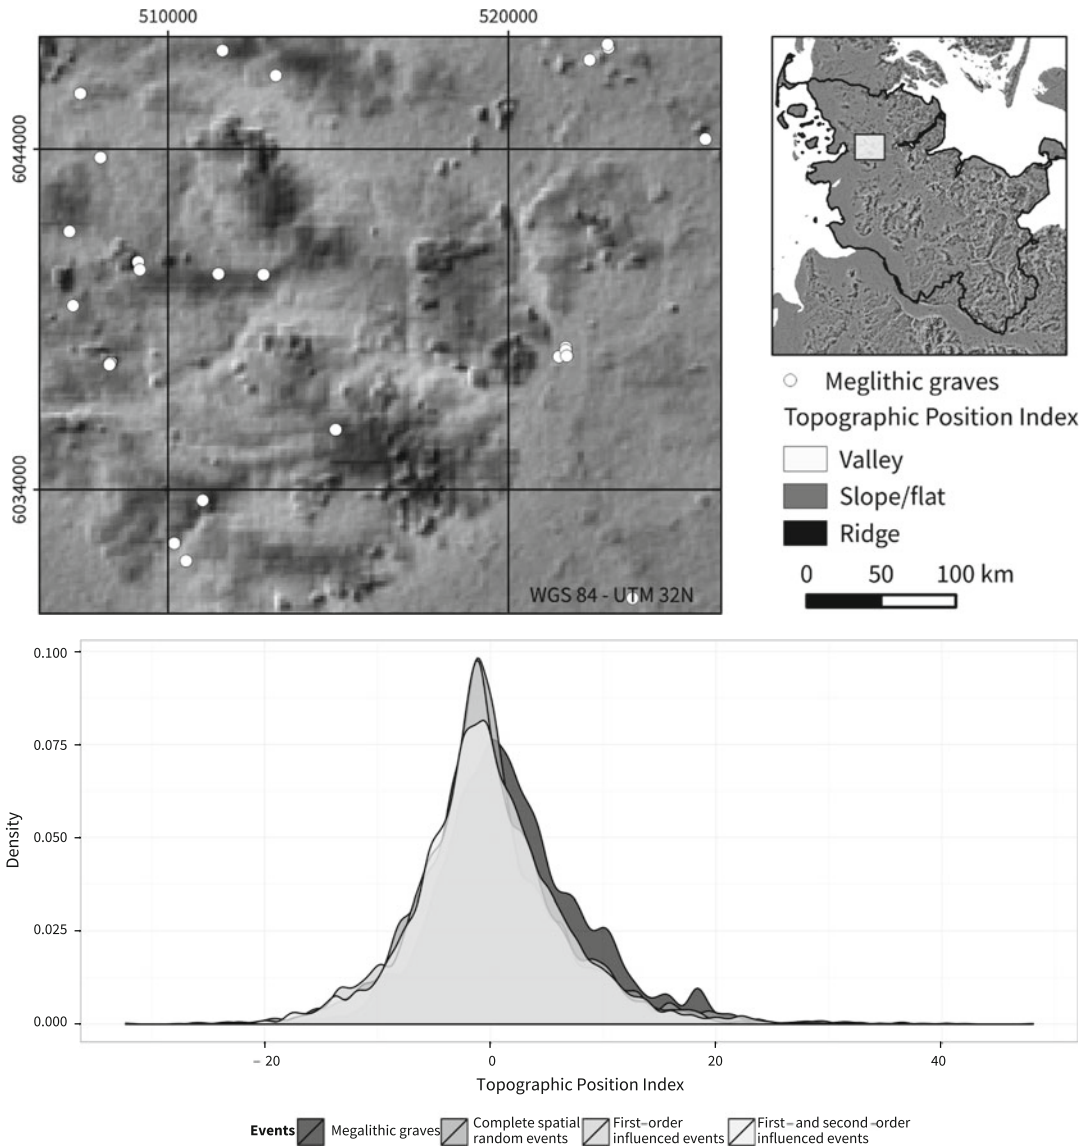 510000
520000
6044000
6034000
WGS 84 - UTM 32N
Meglithic graves
Topographic Position Index
Valley
Slope/flat
Ridge
0 50 100 km
0.100
0.075
0.050
0.025
0.000
Density
– 20 0 20 40
Topographic Position Index
Events Megalithic graves Complete spatial random events First–order influenced events First–and second–order influenced events